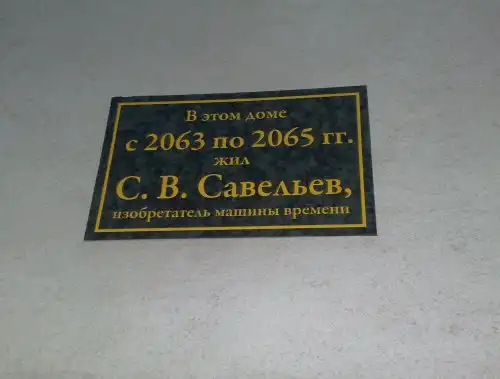 В этом доме
с 2063 по 2065 гг.
жил
С. В. Савельев,
изобретатель машины времени